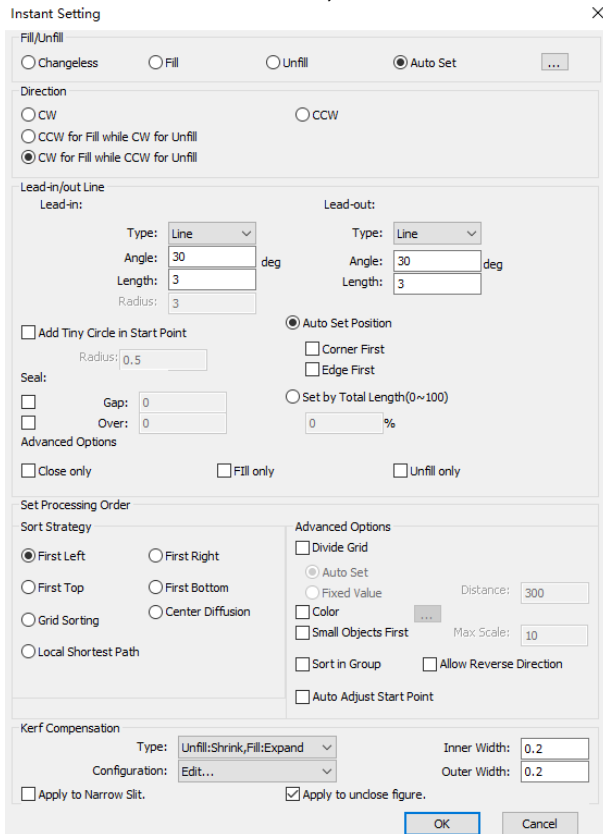 Instant Setting
Fill/Unfill
Changeless Fill Unfill Auto Set ...
Direction
CW CCW
CCW for Fill while CW for Unfill
CW for Fill while CCW for Unfill
Lead-in/out Line
Lead-in: Lead-out:
Type: Line Type: Line
Angle: 30 deg Angle: 30 deg
Length: 3 Length: 3
Radius: 3
Add Tiny Circle in Start Point Auto Set Position
Radius: 0.5 Corner First
Edge First
Seal:
Gap: 0 Set by Total Length(0~100)
Over: 0 0 %
Advanced Options
Close only FIll only Unfill only
Set Processing Order
Sort Strategy Advanced Options
First Left First Right Divide Grid
Auto Set
First Top First Bottom Fixed Value Distance: 300
Grid Sorting Center Diffusion Color ...
Small Objects First Max Scale: 10
Local Shortest Path Sort in Group Allow Reverse Direction
Auto Adjust Start Point
Kerf Compensation
Type: Unfill:Shrink,Fill:Expand Inner Width: 0.2
Configuration: Edit... Outer Width: 0.2
Apply to Narrow Slit. Apply to unclose figure.
OK Cancel